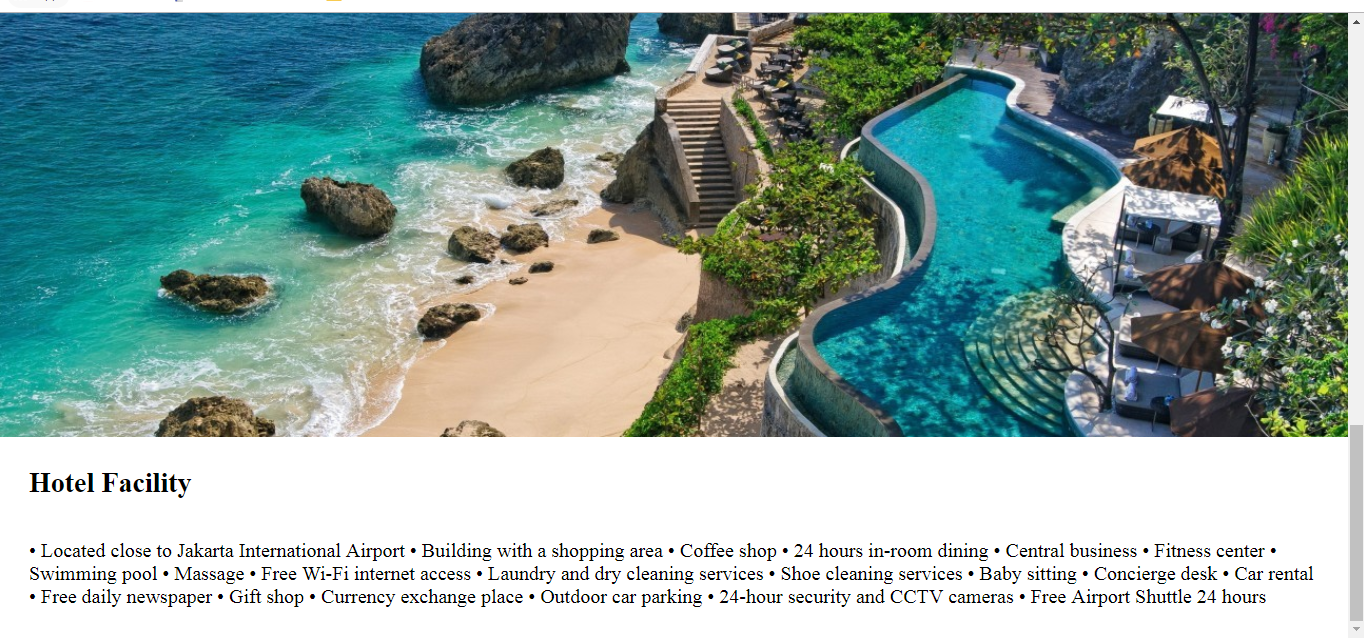 Hotel Facility
• Located close to Jakarta International Airport • Building with a shopping area • Coffee shop • 24 hours in-room dining • Central business • Fitness center •
Swimming pool • Massage • Free Wi-Fi internet access • Laundry and dry cleaning services • Shoe cleaning services • Baby sitting • Concierge desk • Car rental
• Free daily newspaper • Gift shop • Currency exchange place • Outdoor car parking • 24-hour security and CCTV cameras • Free Airport Shuttle 24 hours